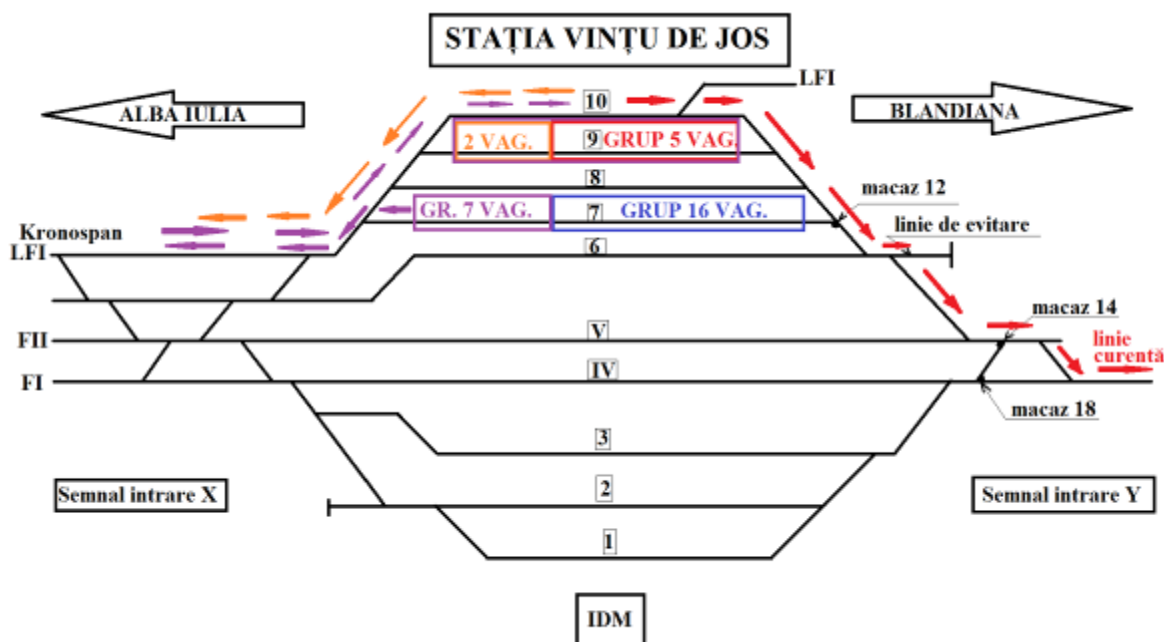 STAȚIA VINȚU DE JOS
LFI
ALBA IULIA
10
BLANDIANA
2 VAG.
9
GRUP 5 VAG.
8
macaz 12
GR. 7 VAG.
7
GRUP 16 VAG.
linie de evitare
Kronospan
LFI
6
macaz 14
FII
V
linie
curentă
FI
IV
macaz 18
3
Semnal intrare X
2
Semnal intrare Y
1
IDM